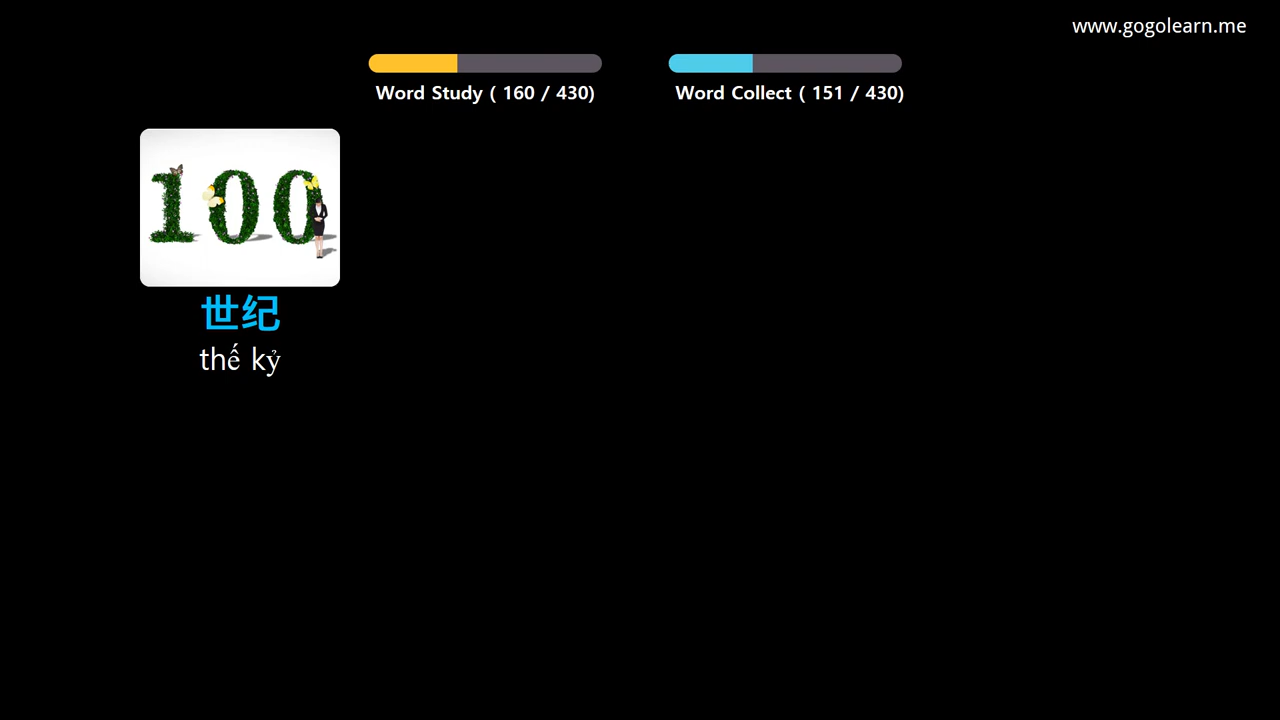 www.gogolearn.me
Word Study ( 160 / 430)
Word Collect ( 151 / 430)
100
世纪
thế kỷ